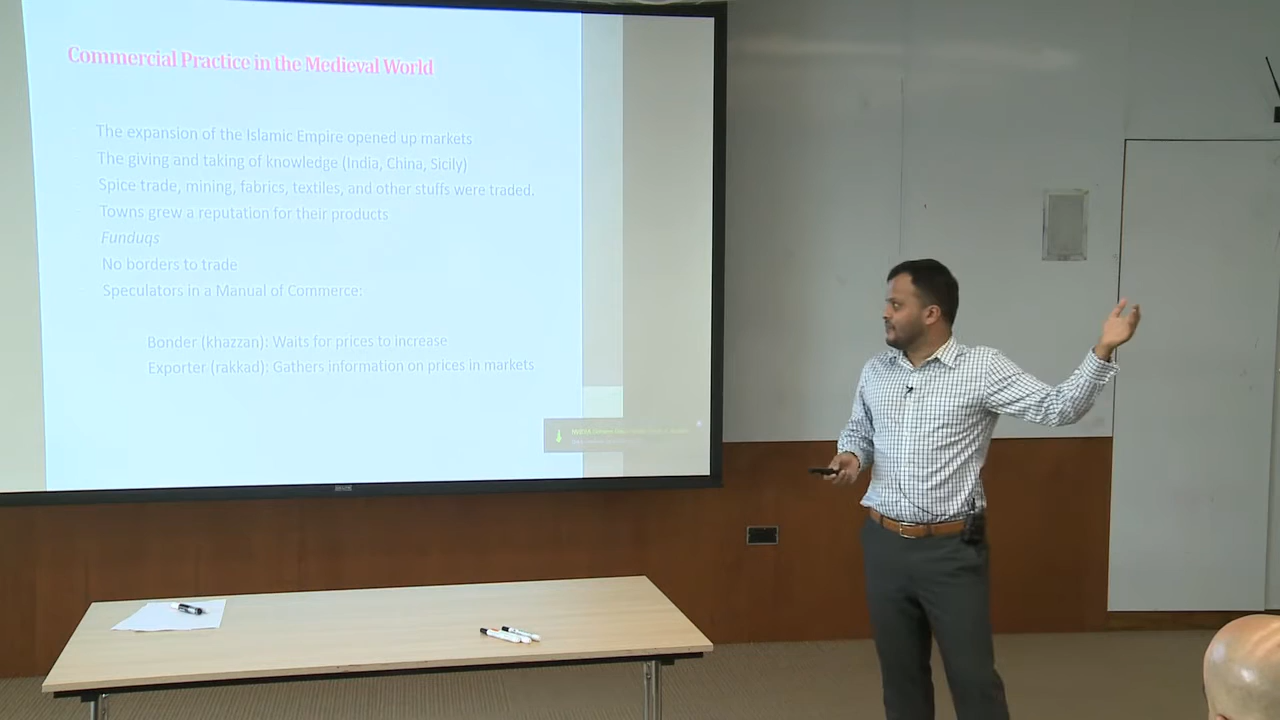 Commercial Practice in the Medieval World
The expansion of the Islamic Empire opened up markets
The giving and taking of knowledge (India, China, Sicily)
Spice trade, mining, fabrics, textiles, and other stuffs were traded.
Towns grew a reputation for their products
Funduqs
No borders to trade
Speculators in a Manual of Commerce:
Bonder (khazzan): Waits for prices to increase
Exporter (rakkad): Gathers information on prices in markets